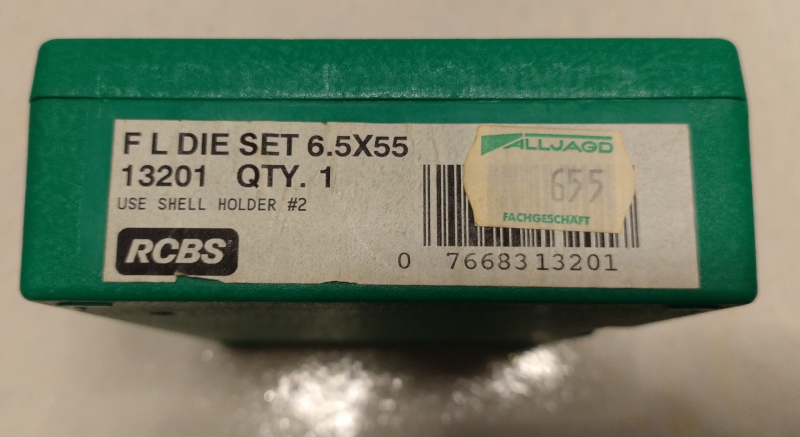 F L DIE SET 6.5X55
13201 QTY. 1
USE SHELL HOLDER #2
RCBS
ALLJAGD
655
FACHGESCHÄFT
0 76683 13201